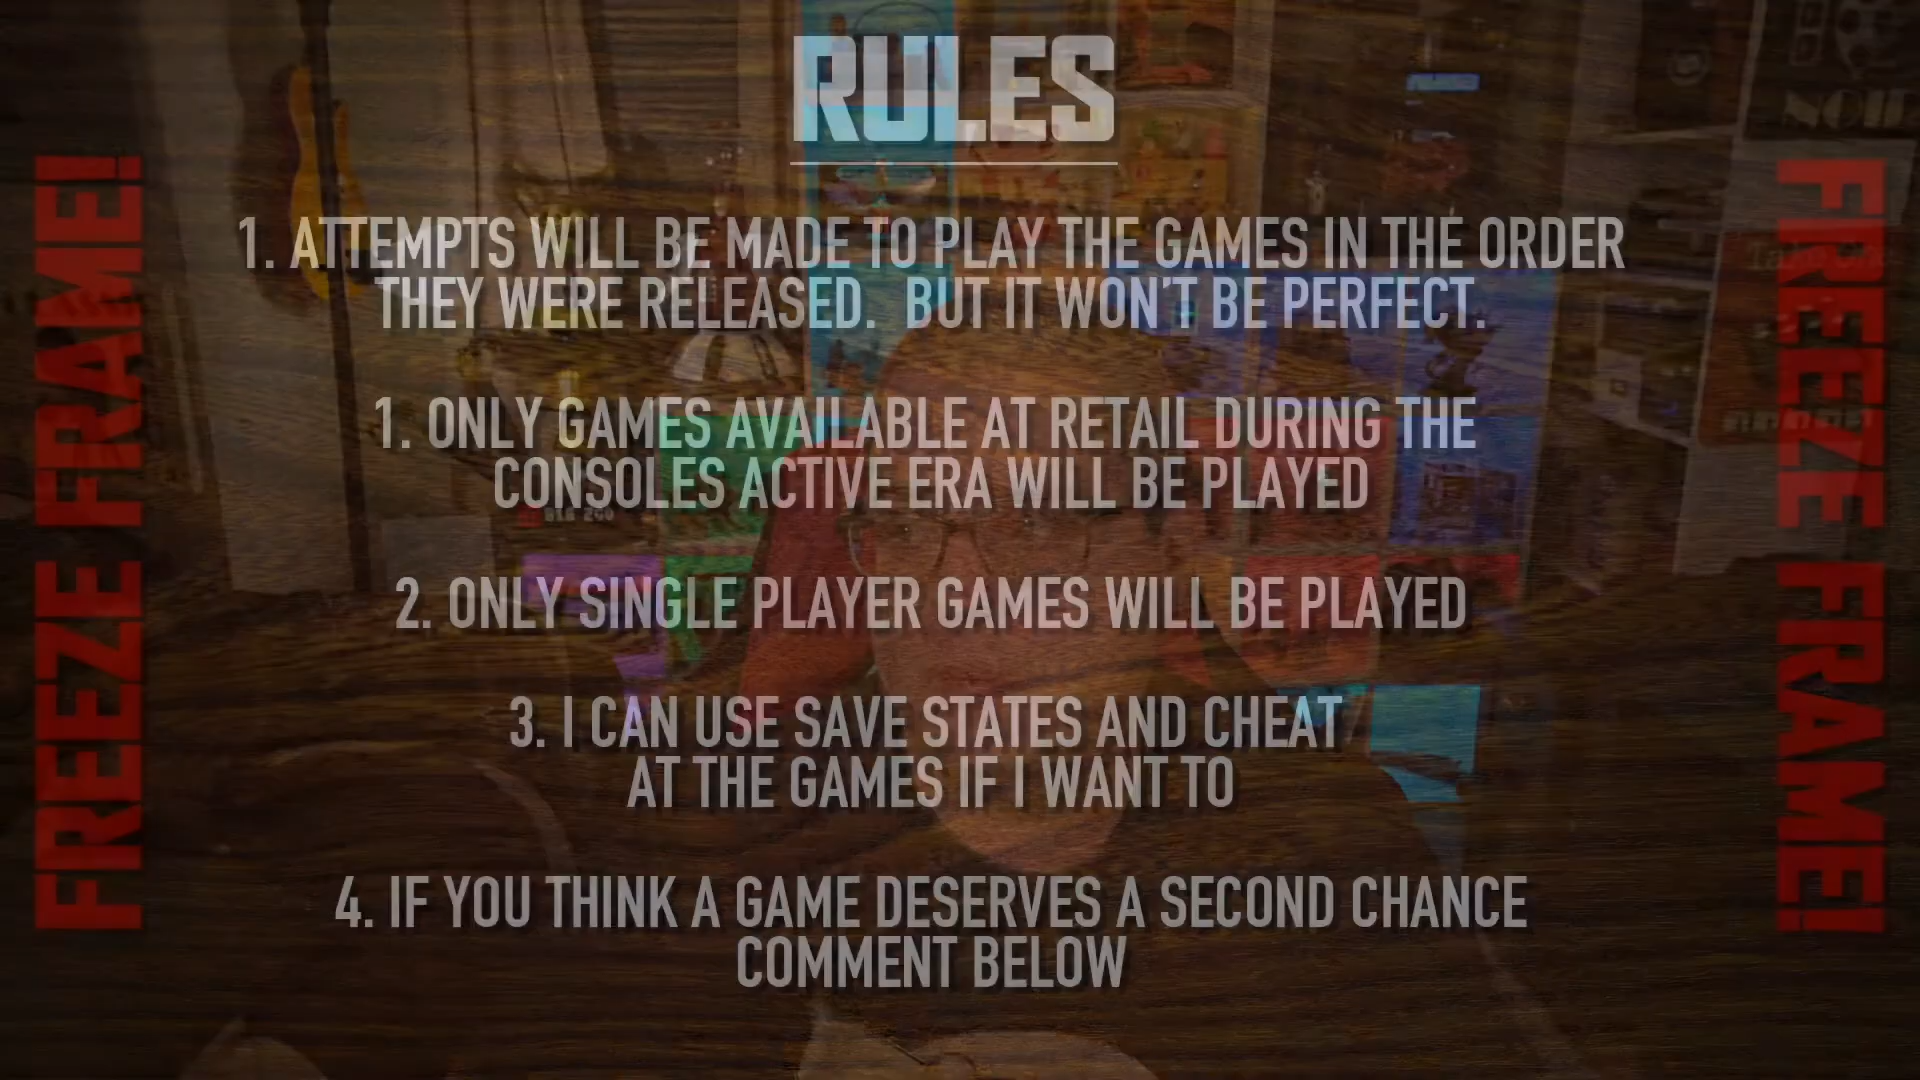 RULES
1. ATTEMPTS WILL BE MADE TO PLAY THE GAMES IN THE ORDER
THEY WERE RELEASED. BUT IT WON'T BE PERFECT.
1. ONLY GAMES AVAILABLE AT RETAIL DURING THE
CONSOLES ACTIVE ERA WILL BE PLAYED
2. ONLY SINGLE PLAYER GAMES WILL BE PLAYED
3. I CAN USE SAVE STATES AND CHEAT
AT THE GAMES IF I WANT TO
4. IF YOU THINK A GAME DESERVES A SECOND CHANCE
COMMENT BELOW
FREEZE FRAME!
FREEZE FRAME!